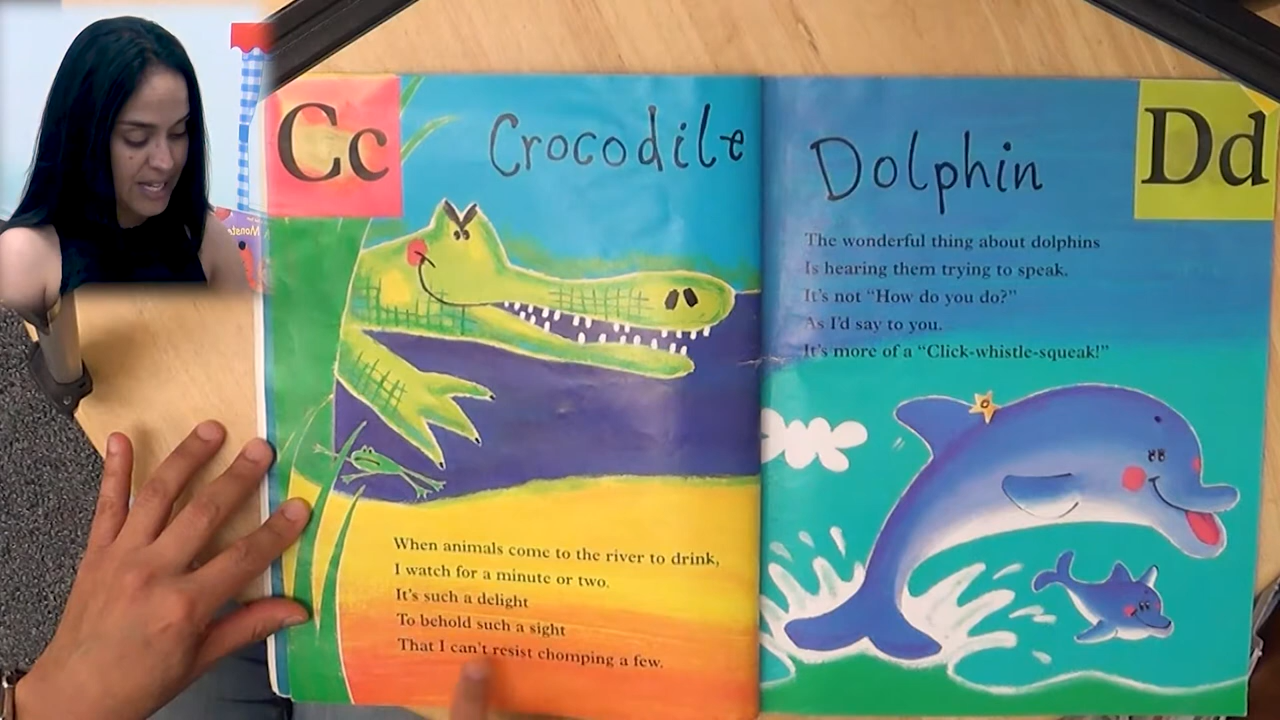 Cc
Crocodile
When animals come to the river to drink,
I watch for a minute or two.
It's such a delight
To behold such a sight
That I can't resist chomping a few.
Dd
Dolphin
The wonderful thing about dolphins
Is hearing them trying to speak.
It's not “How do you do?”
As I'd say to you.
It's more of a “Click-whistle-squeak!”